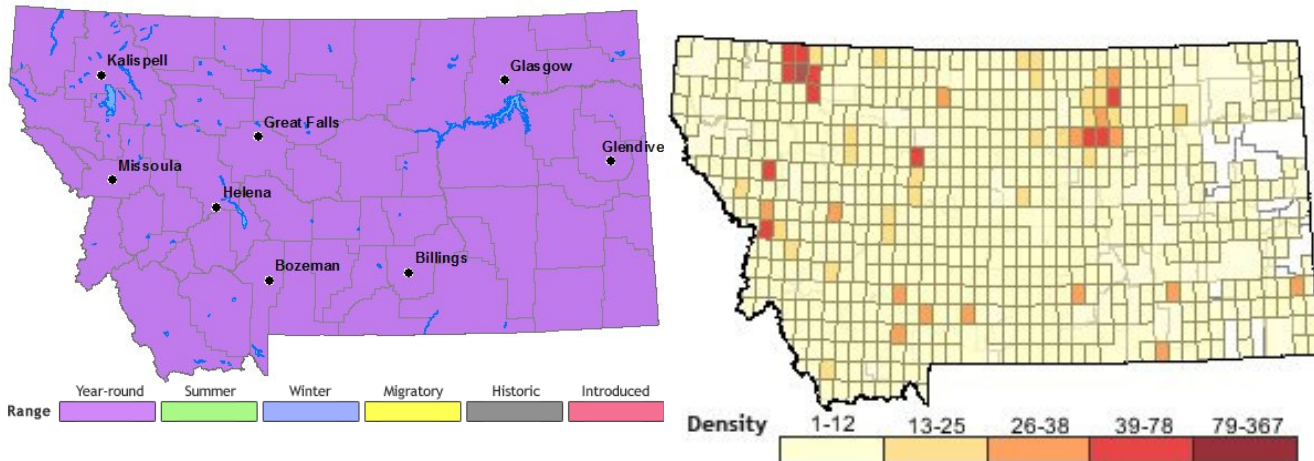 Kalispell
Glasgow
Great Falls
Glendive
Missoula
Helena
Bozeman
Billings
Range Year-round Summer Winter Migratory Historic Introduced
Density 1-12 13-25 26-38 39-78 79-367